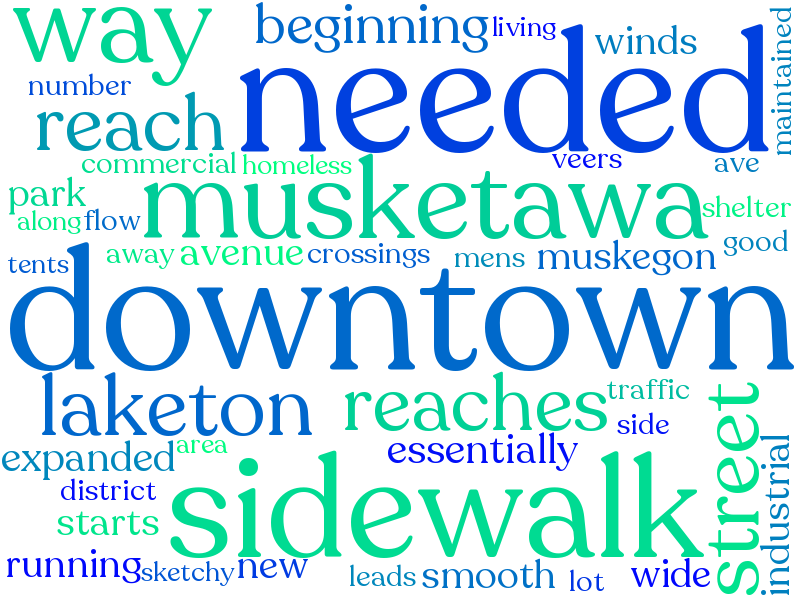 way
beginning
living
winds
maintained
number
needed
reach
commercial
homeless
veers
ave
park
musketawa
shelter
along
flow
away
avenue
crossings
mens
muskegon
good
tents
downtown
laketon
reaches
traffic
side
street
expanded
area
essentially
industrial
district
sidewalk
starts
running
sketchy
new
leads
smooth
lot
wide